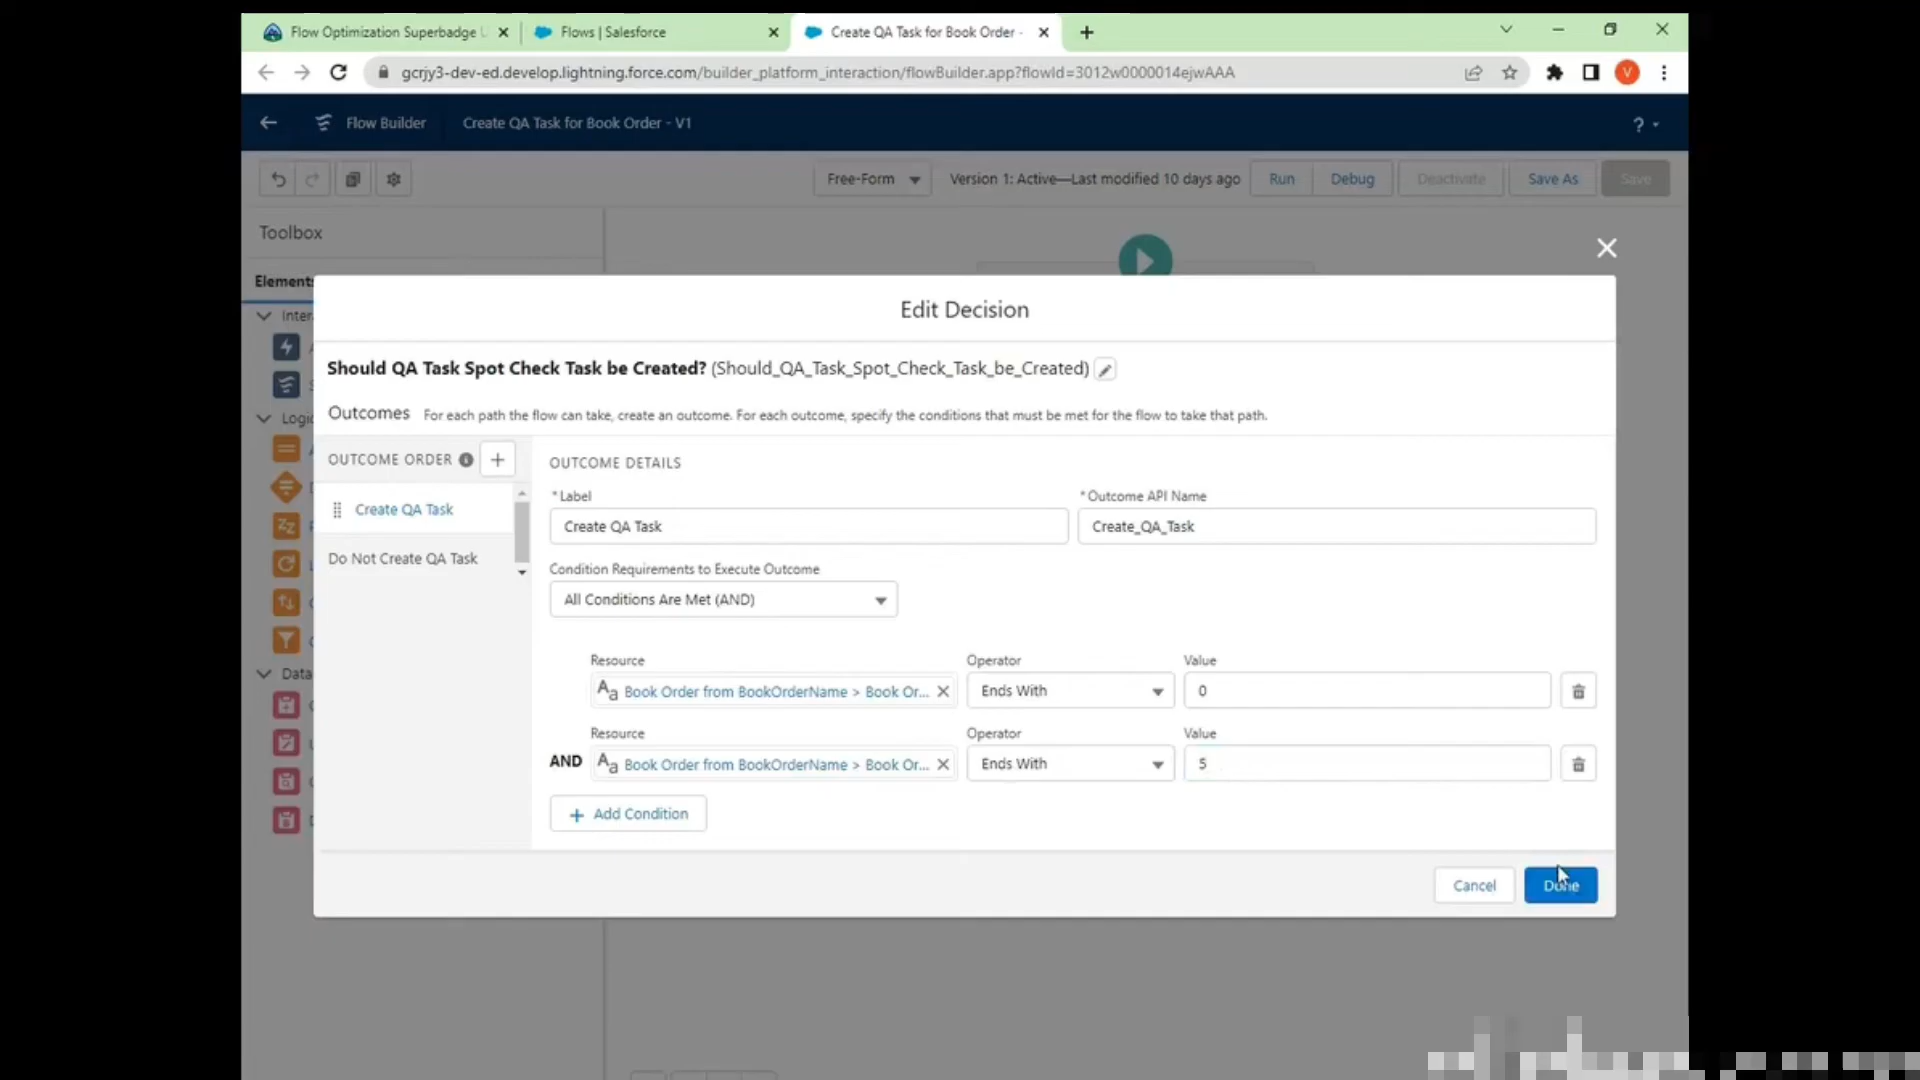 Flow Optimization Superbadge U
Flows | Salesforce
Create QA Task for Book Order -
gcrjy3-dev-ed.develop.lightning.force.com/builder_platform_interaction/flowBuilder.app?flowId=3012w0000014ejwAAA
V
Flow Builder
Create QA Task for Book Order - V1
?
Free-Form
Version 1: Active—Last modified 10 days ago
Run
Debug
Deactivate
Save As
Save
Toolbox
Elements
Inter
Logic
Data
Edit Decision
Should QA Task Spot Check Task be Created? (Should_QA_Task_Spot_Check_Task_be_Created)
Outcomes For each path the flow can take, create an outcome. For each outcome, specify the conditions that must be met for the flow to take that path.
OUTCOME ORDER
Create QA Task
Do Not Create QA Task
OUTCOME DETAILS
* Label
* Outcome API Name
Create QA Task
Create_QA_Task
Condition Requirements to Execute Outcome
All Conditions Are Met (AND)
Resource Operator Value
Aa Book Order from BookOrderName > Book Or... Ends With 0
Resource Operator Value
AND Aa Book Order from BookOrderName > Book Or... Ends With 5
+ Add Condition
Cancel
Done